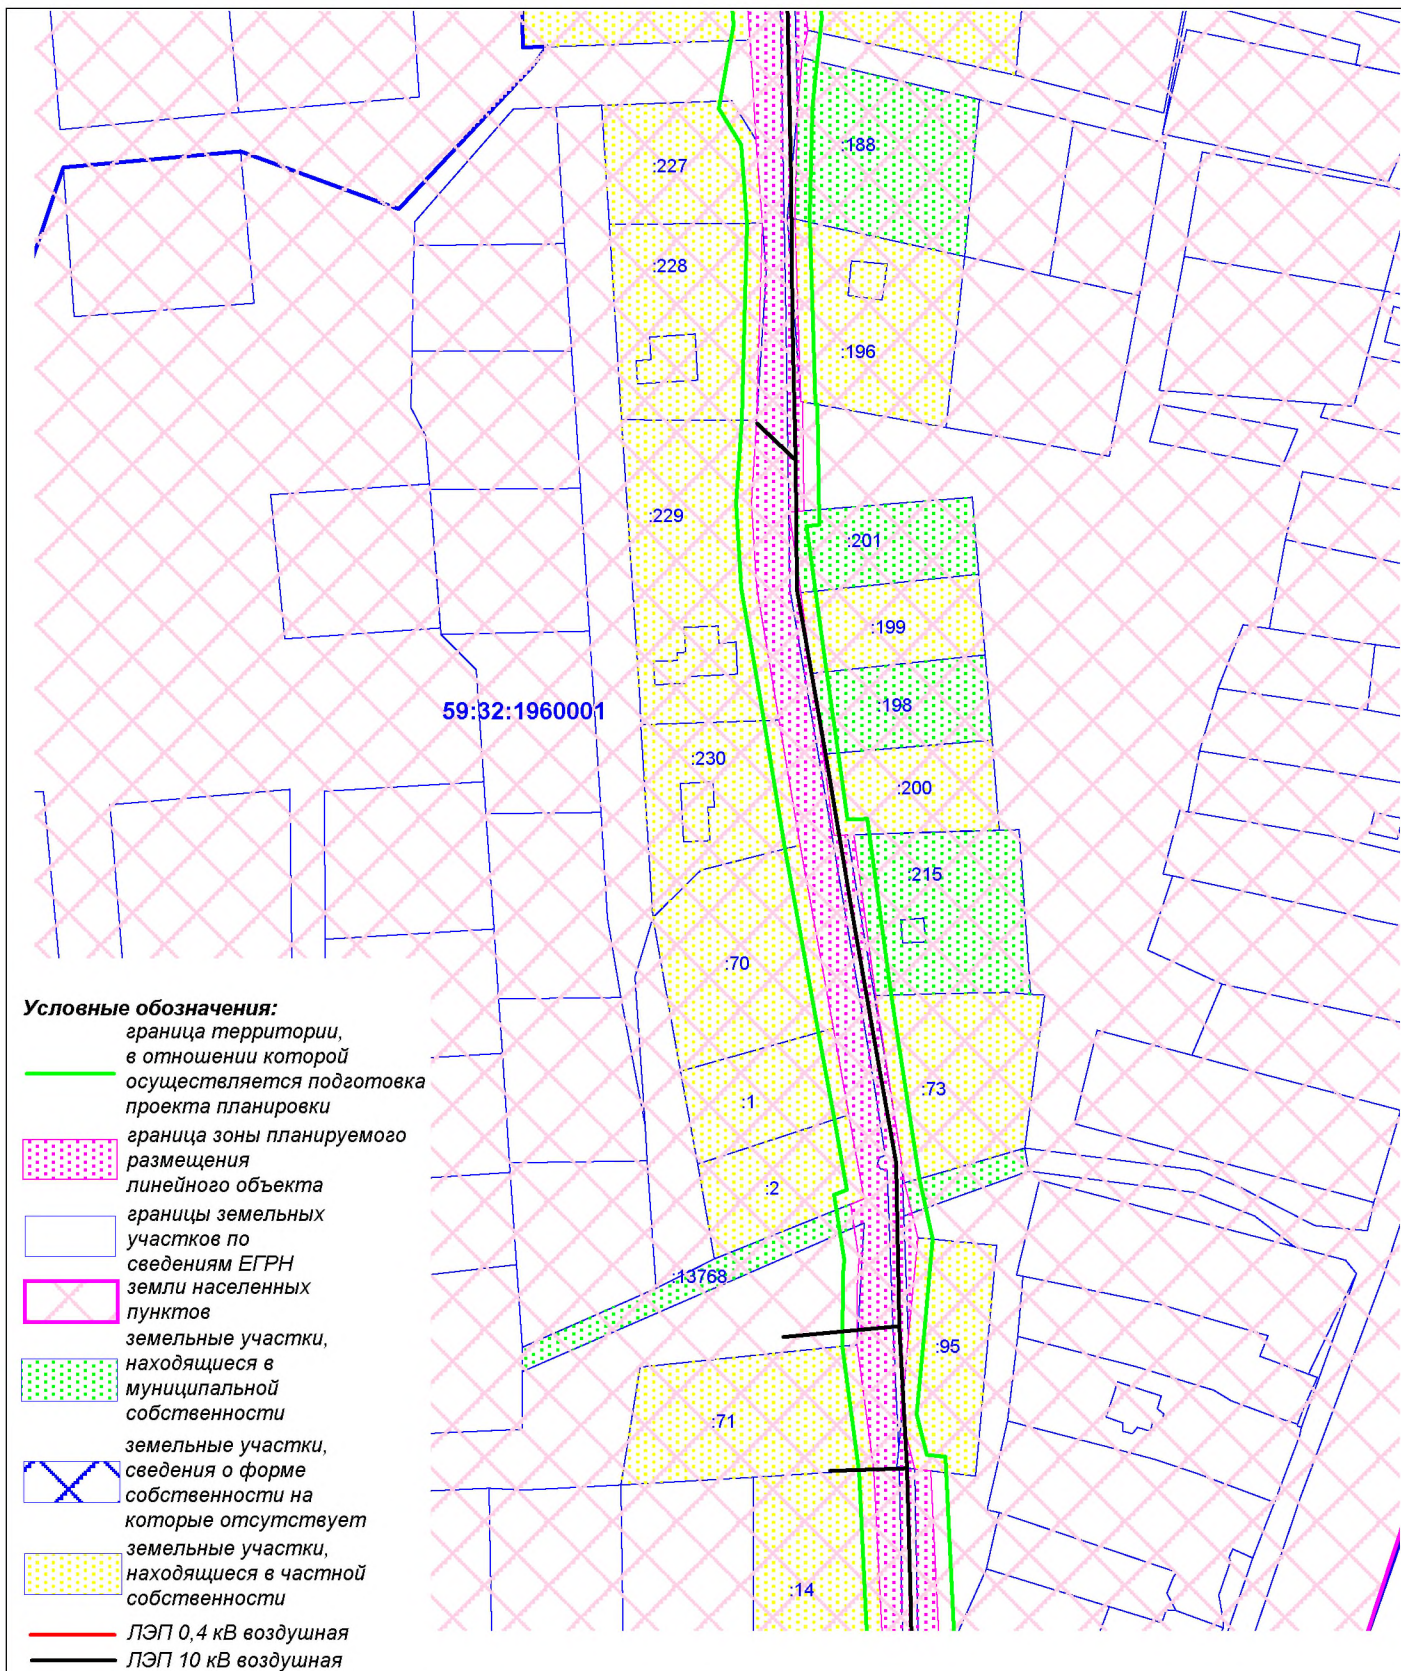 :188
:227
:228
:196
:229
:201
:199
:198
59:32:1960001
:230
:200
:215
:70
:73
:1
:2
:13768
:95
:71
:14
Условные обозначения:
граница территории,
в отношении которой
осуществляется подготовка
проекта планировки
граница зоны планируемого
размещения
линейного объекта
границы земельных
участков по
сведениям ЕГРН
земли населенных
пунктов
земельные участки,
находящиеся в
муниципальной
собственности
земельные участки,
сведения о форме
собственности на
которые отсутствует
земельные участки,
находящиеся в частной
собственности
ЛЭП 0,4 кВ воздушная
ЛЭП 10 кВ воздушная